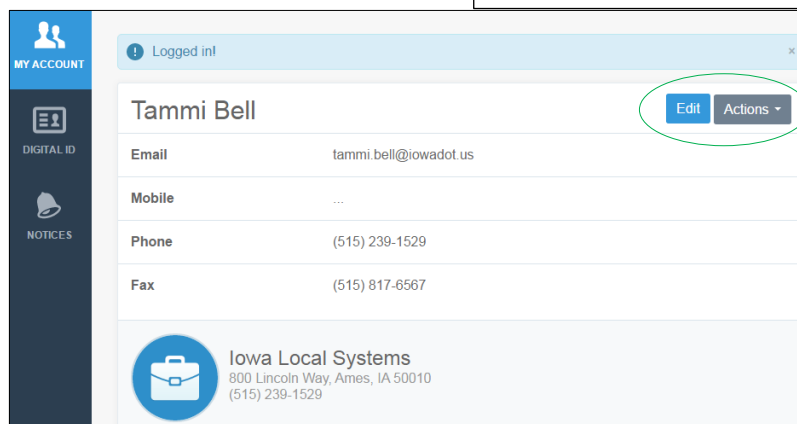 MY ACCOUNT
DIGITAL ID
NOTICES
Logged in!
×
Tammi Bell
Edit
Actions
Email tammi.bell@iowadot.us
Mobile ...
Phone (515) 239-1529
Fax (515) 817-6567
Iowa Local Systems
800 Lincoln Way, Ames, IA 50010
(515) 239-1529